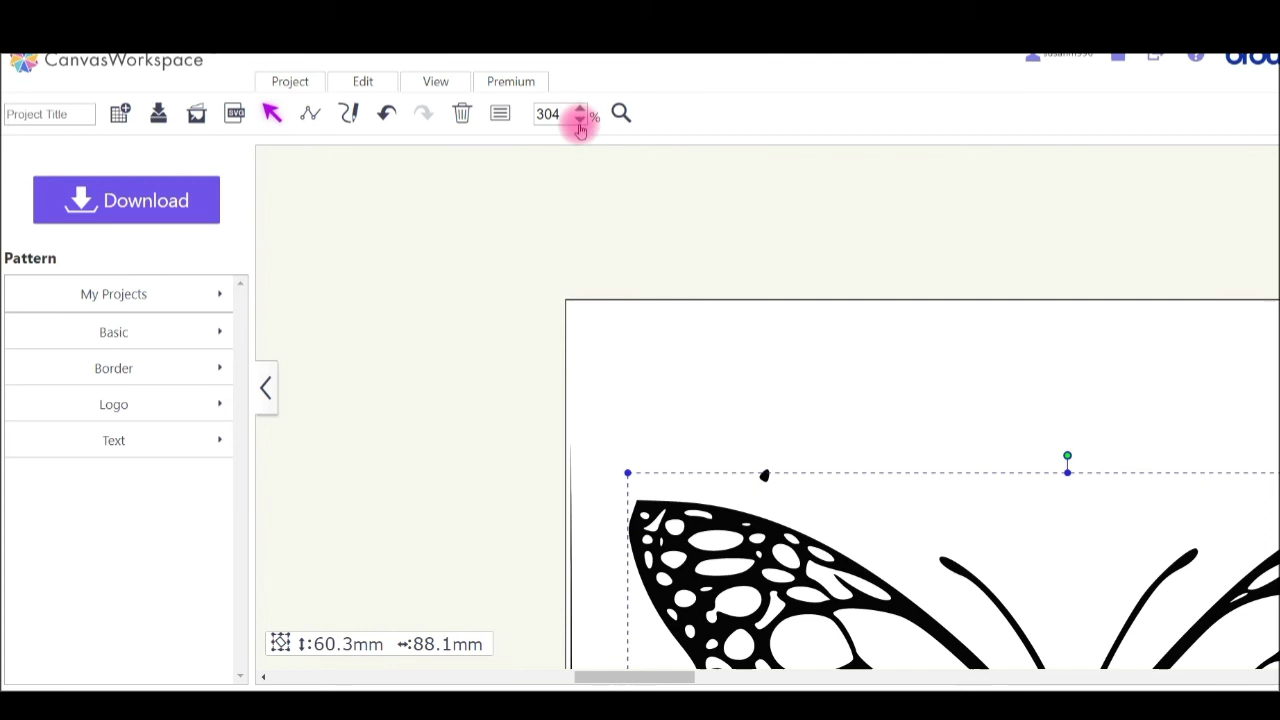 CanvasWorkspace
Project Edit View Premium
Project Title SVG 304 %
Download
Pattern
My Projects
Basic
Border
Logo
Text
↕:60.3mm ↔:88.1mm